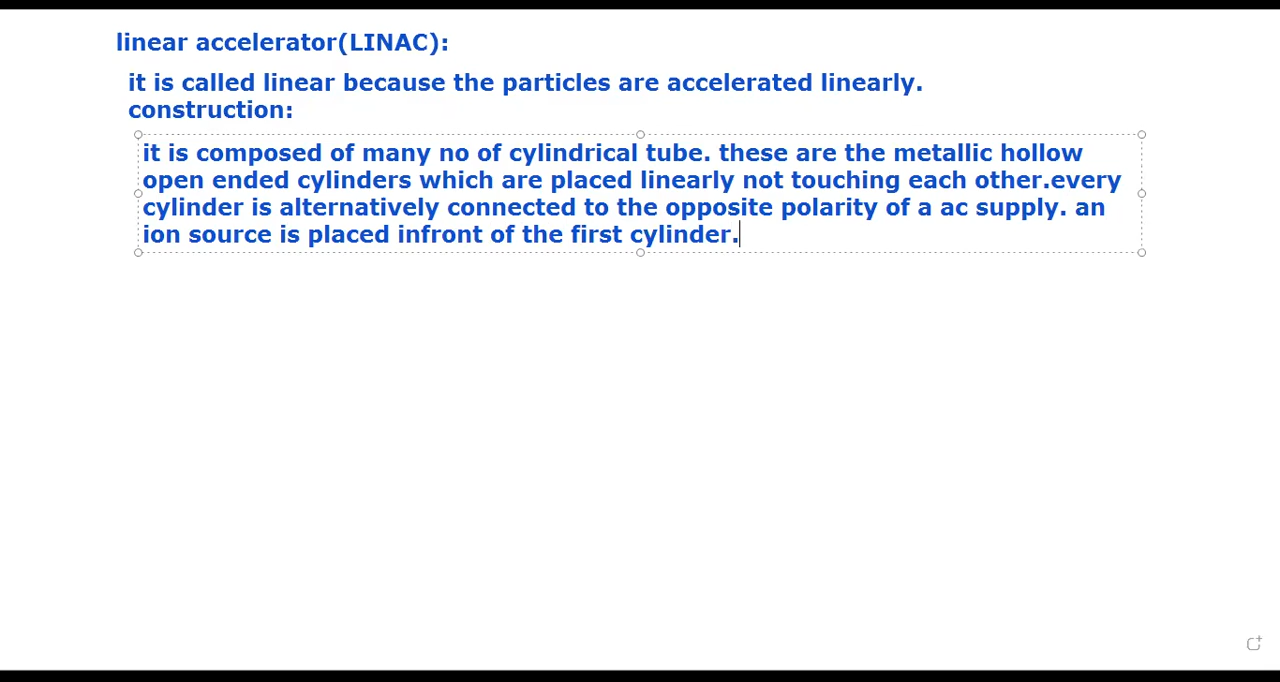 linear accelerator(LINAC):
it is called linear because the particles are accelerated linearly.
construction:
it is composed of many no of cylindrical tube. these are the metallic hollow
open ended cylinders which are placed linearly not touching each other.every
cylinder is alternatively connected to the opposite polarity of a ac supply. an
ion source is placed infront of the first cylinder.